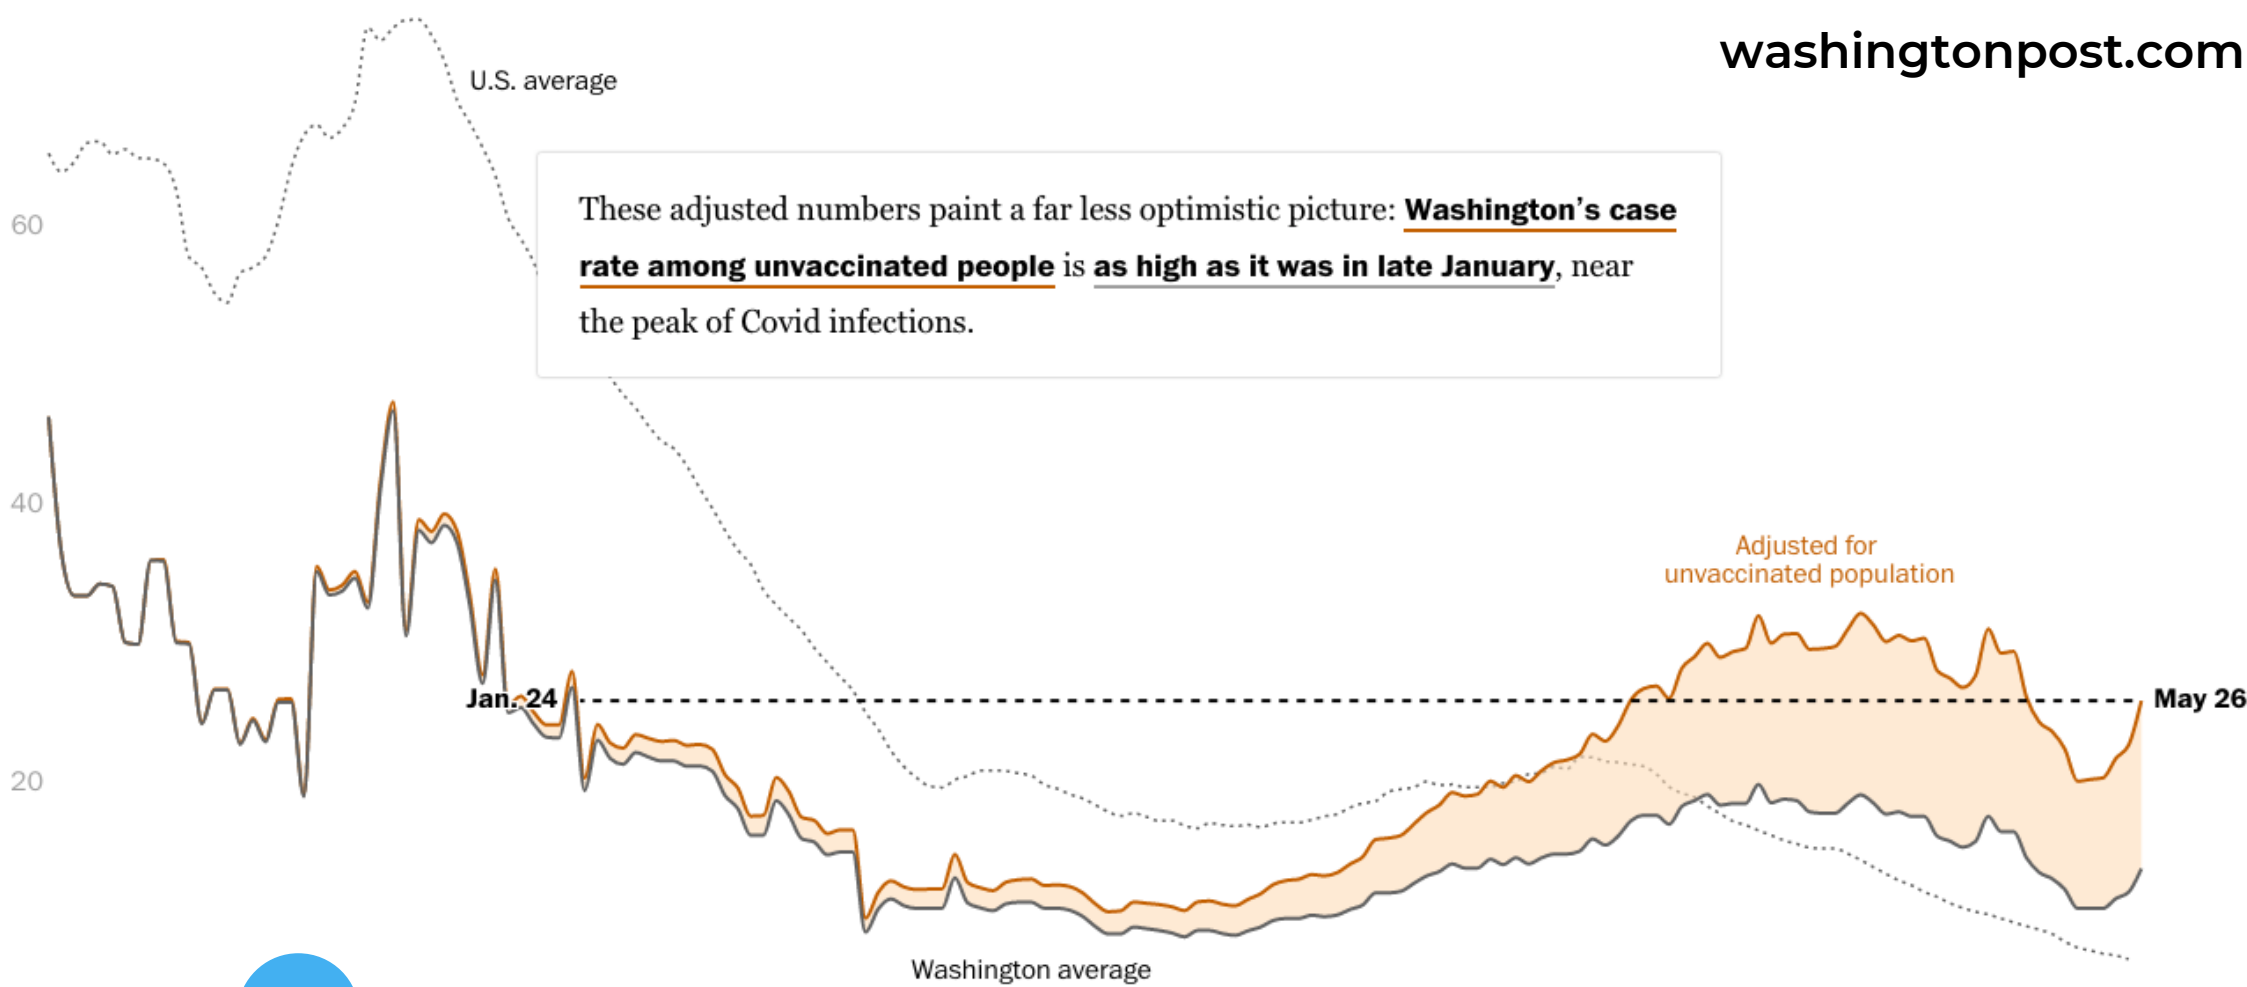 washingtonpost.com
U.S. average
These adjusted numbers paint a far less optimistic picture: Washington's case
rate among unvaccinated people is as high as it was in late January, near
the peak of Covid infections.
60
40
Adjusted for
unvaccinated population
Jan. 24
May 26
20
Washington average